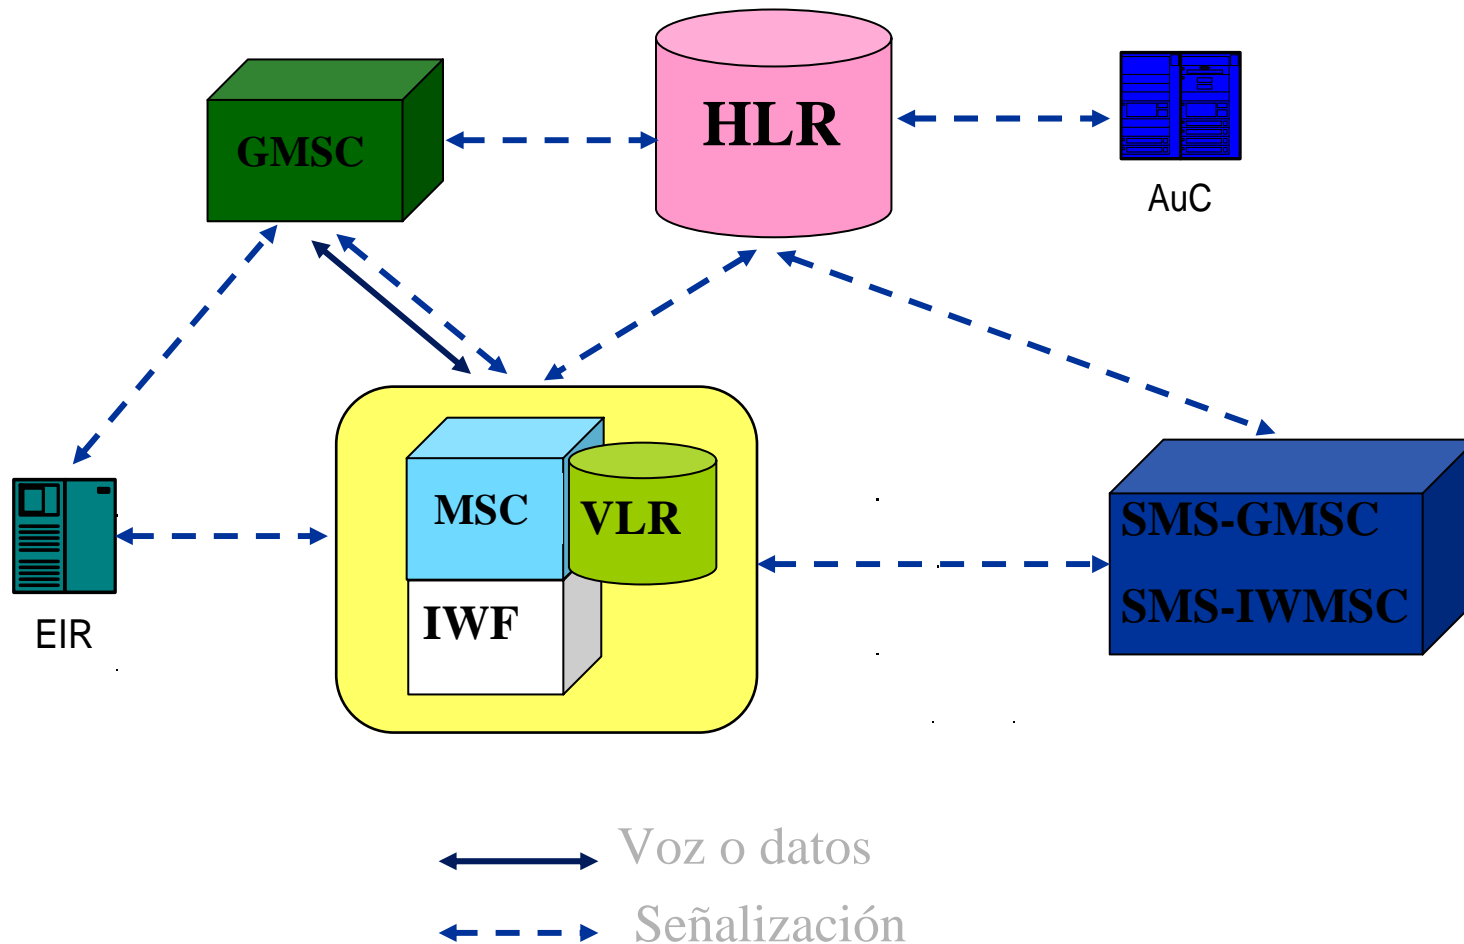 HLR
GMSC
AuC
MSC
VLR
SMS-GMSC
IWF
SMS-IWMSC
EIR
Voz o datos
Señalización